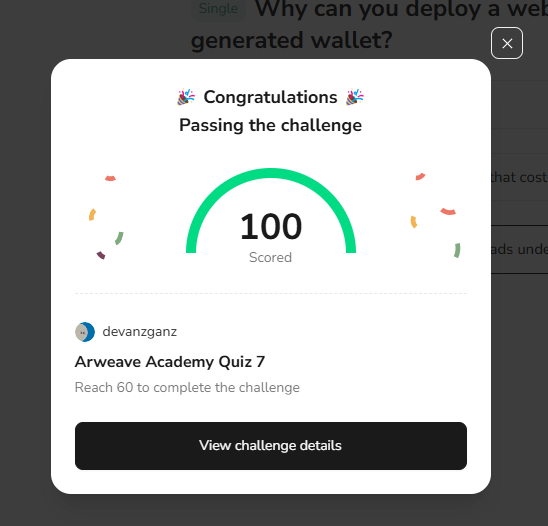 Single Why can you deploy a web
generated wallet?
Congratulations
Passing the challenge
that cost
100
ads unde
Scored
devanzganz
Arweave Academy Quiz 7
Reach 60 to complete the challenge
View challenge details